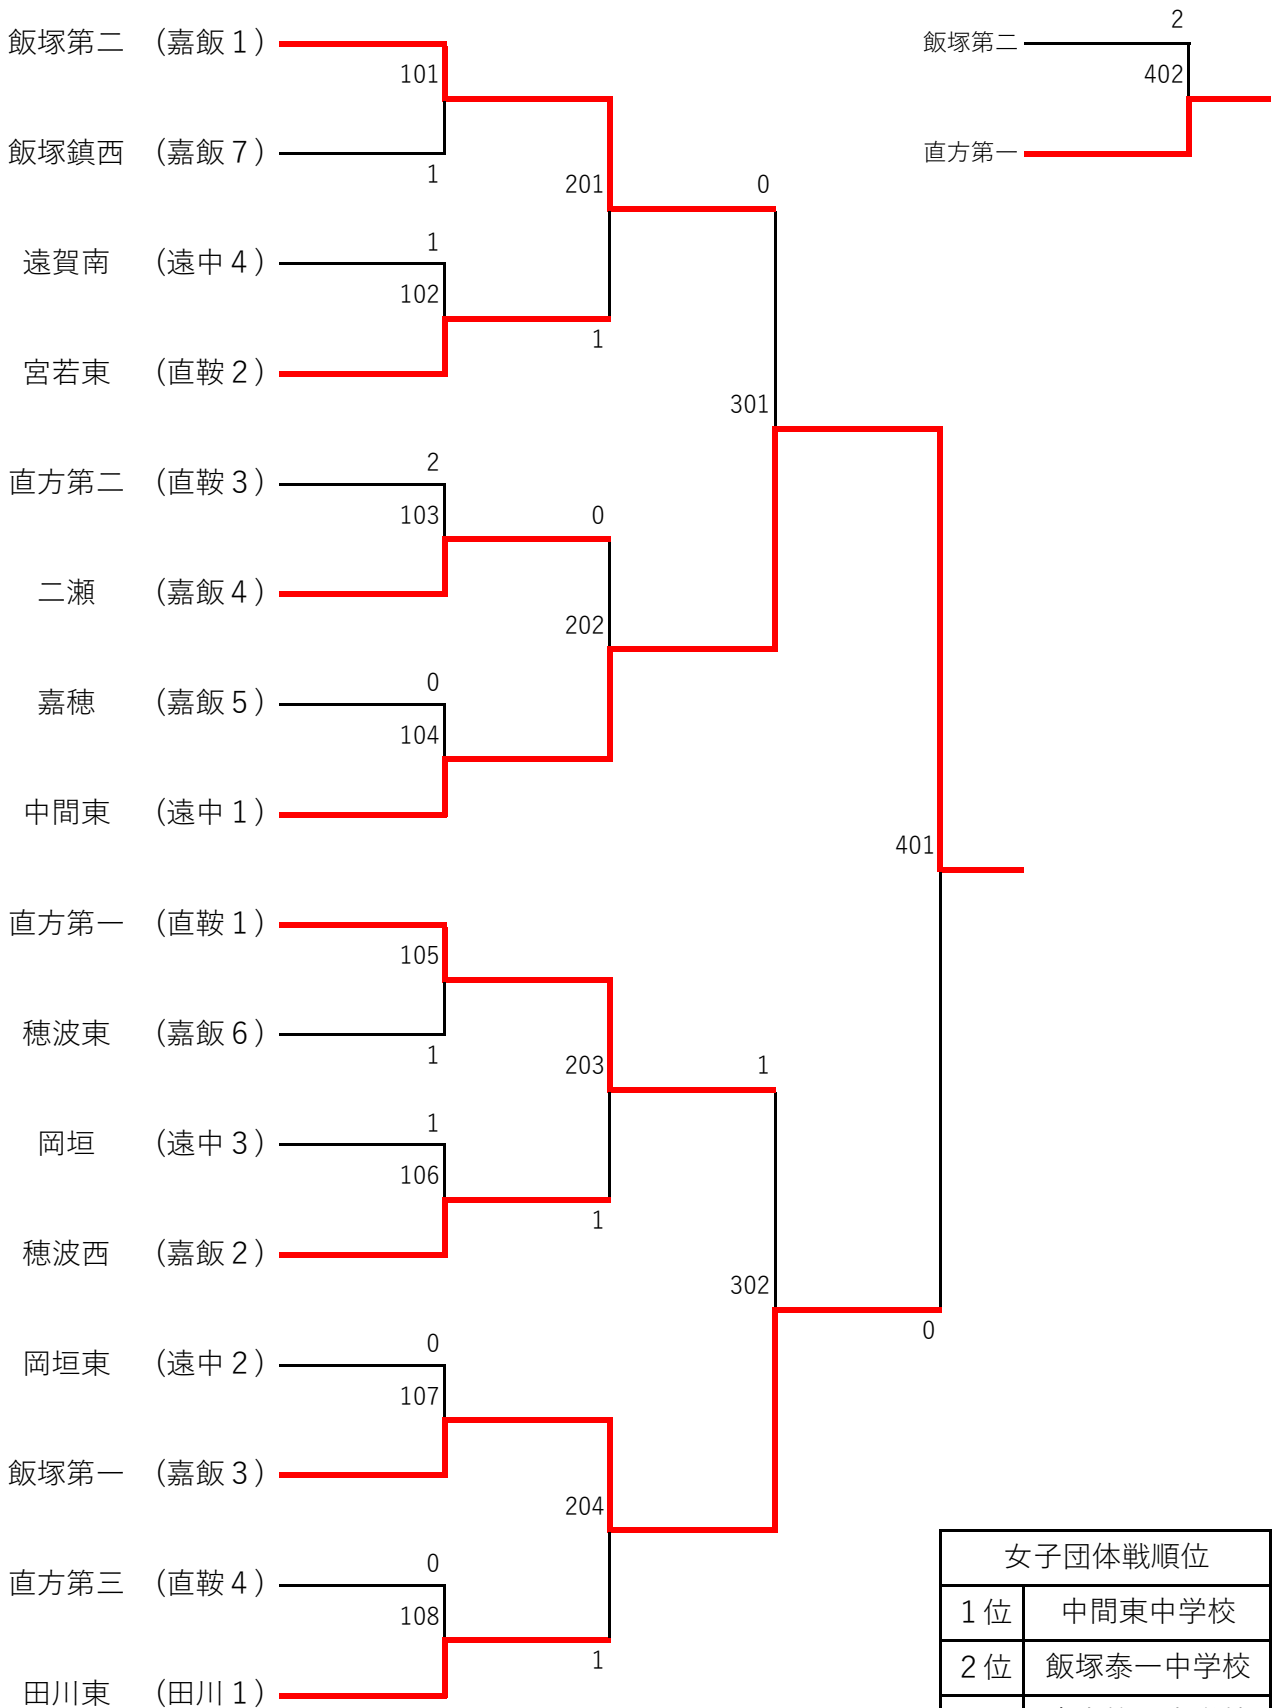 飯塚第二 (嘉飯１)
101
飯塚鎮西 (嘉飯７)
1
201
0
遠賀南 (遠中４)
1
102
宮若東 (直鞍２)
1
301
直方第二 (直鞍３)
2
103
0
二瀬 (嘉飯４)
202
嘉穂 (嘉飯５)
0
104
中間東 (遠中１)
401
直方第一 (直鞍１)
105
穂波東 (嘉飯６)
1
203
1
岡垣 (遠中３)
1
106
穂波西 (嘉飯２)
1
302
0
岡垣東 (遠中２)
0
107
飯塚第一 (嘉飯３)
204
直方第三 (直鞍４)
0
108
田川東 (田川１)
1
飯塚第二
2
402
直方第一
女子団体戦順位
１位 中間東中学校
２位 飯塚泰一中学校